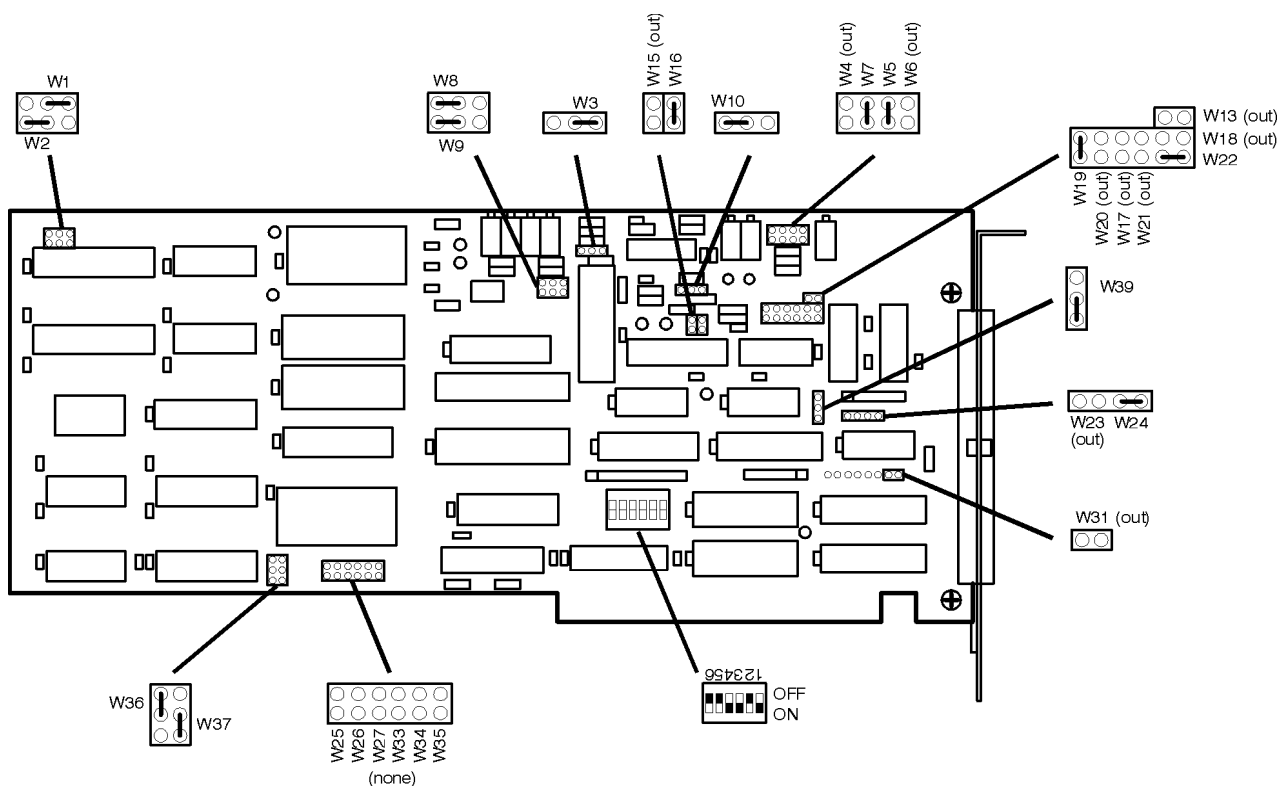 W1
W2
W8
W9
W3
W15 (out)
W16
W10
W4 (out)
W7
W5
W6 (out)
W13 (out)
W18 (out)
W22
W19
W20 (out)
W17 (out)
W21 (out)
W39
W23
(out)
W24
W31 (out)
W36
W37
W25
W26
W27
W33
W34
W35
(none)
123456
OFF
ON